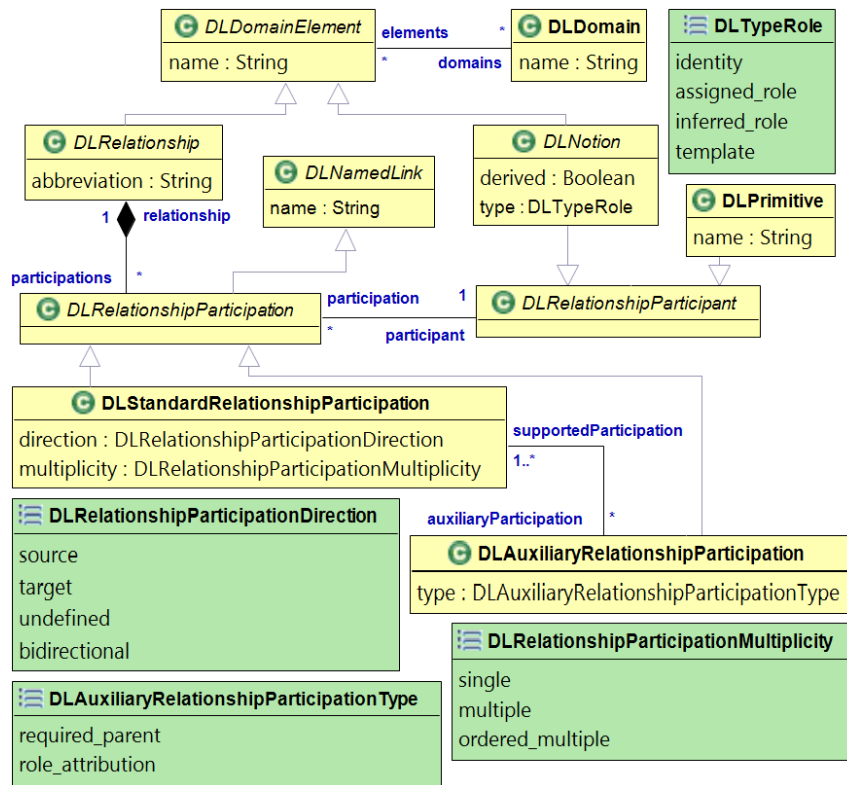 DLDomainElement
name : String
elements
*
*
domains
DLDomain
name : String
DLTypeRole
identity
assigned_role
inferred_role
template
DLRelationship
abbreviation : String
DLNamedLink
name : String
DLNotion
derived : Boolean
type : DLTypeRole
DLPrimitive
name : String
1
relationship
participations
*
DLRelationshipParticipation
participation
1
*
participant
DLRelationshipParticipant
DLStandardRelationshipParticipation
direction : DLRelationshipParticipationDirection
multiplicity : DLRelationshipParticipationMultiplicity
supportedParticipation
1..*
auxiliaryParticipation
*
DLRelationshipParticipationDirection
source
target
undefined
bidirectional
DLAuxiliaryRelationshipParticipation
type : DLAuxiliaryRelationshipParticipationType
DLRelationshipParticipationMultiplicity
single
multiple
ordered_multiple
DLAuxiliaryRelationshipParticipationType
required_parent
role_attribution